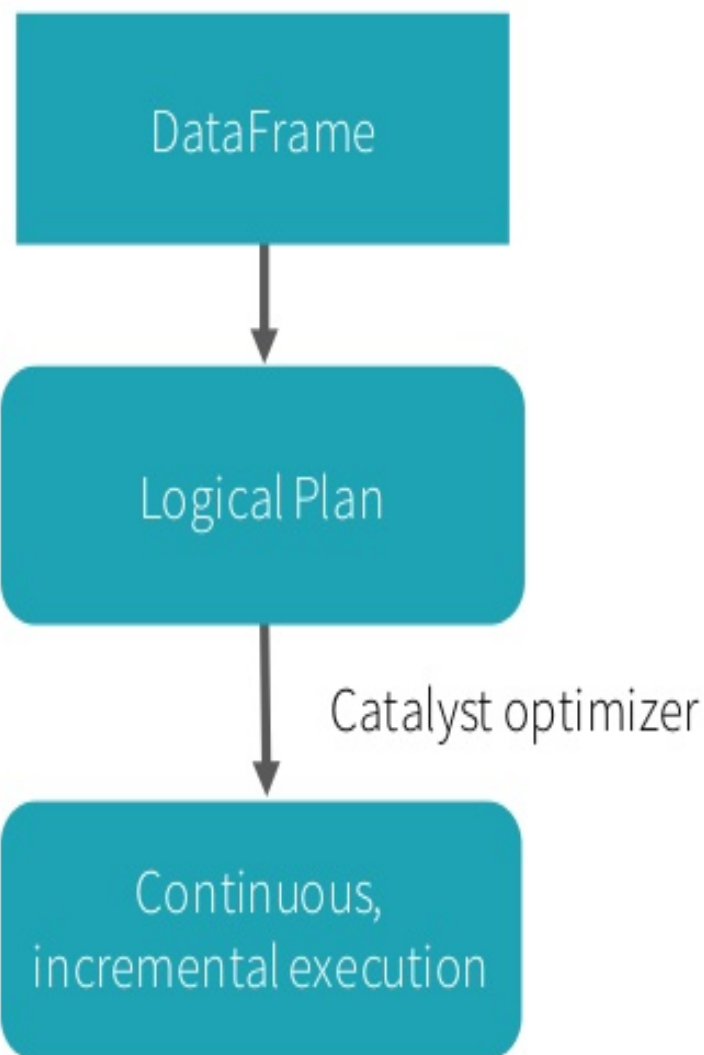 DataFrame
Logical Plan
Catalyst optimizer
Continuous,
incremental execution